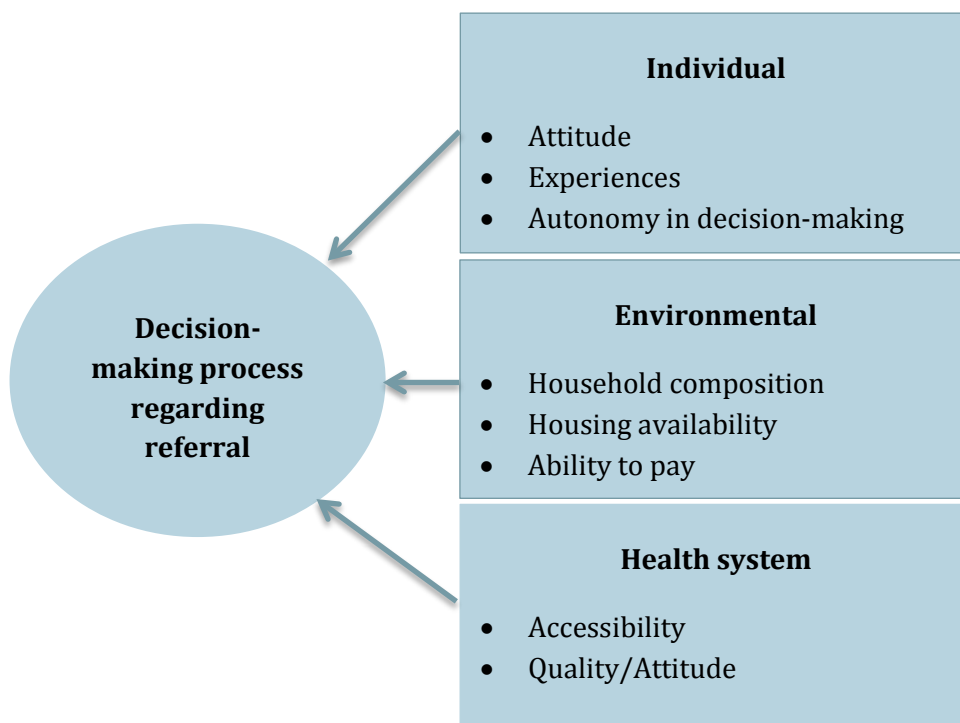 Decision-
making process
regarding
referral
Individual
• Attitude
• Experiences
• Autonomy in decision-making
Environmental
• Household composition
• Housing availability
• Ability to pay
Health system
• Accessibility
• Quality/Attitude